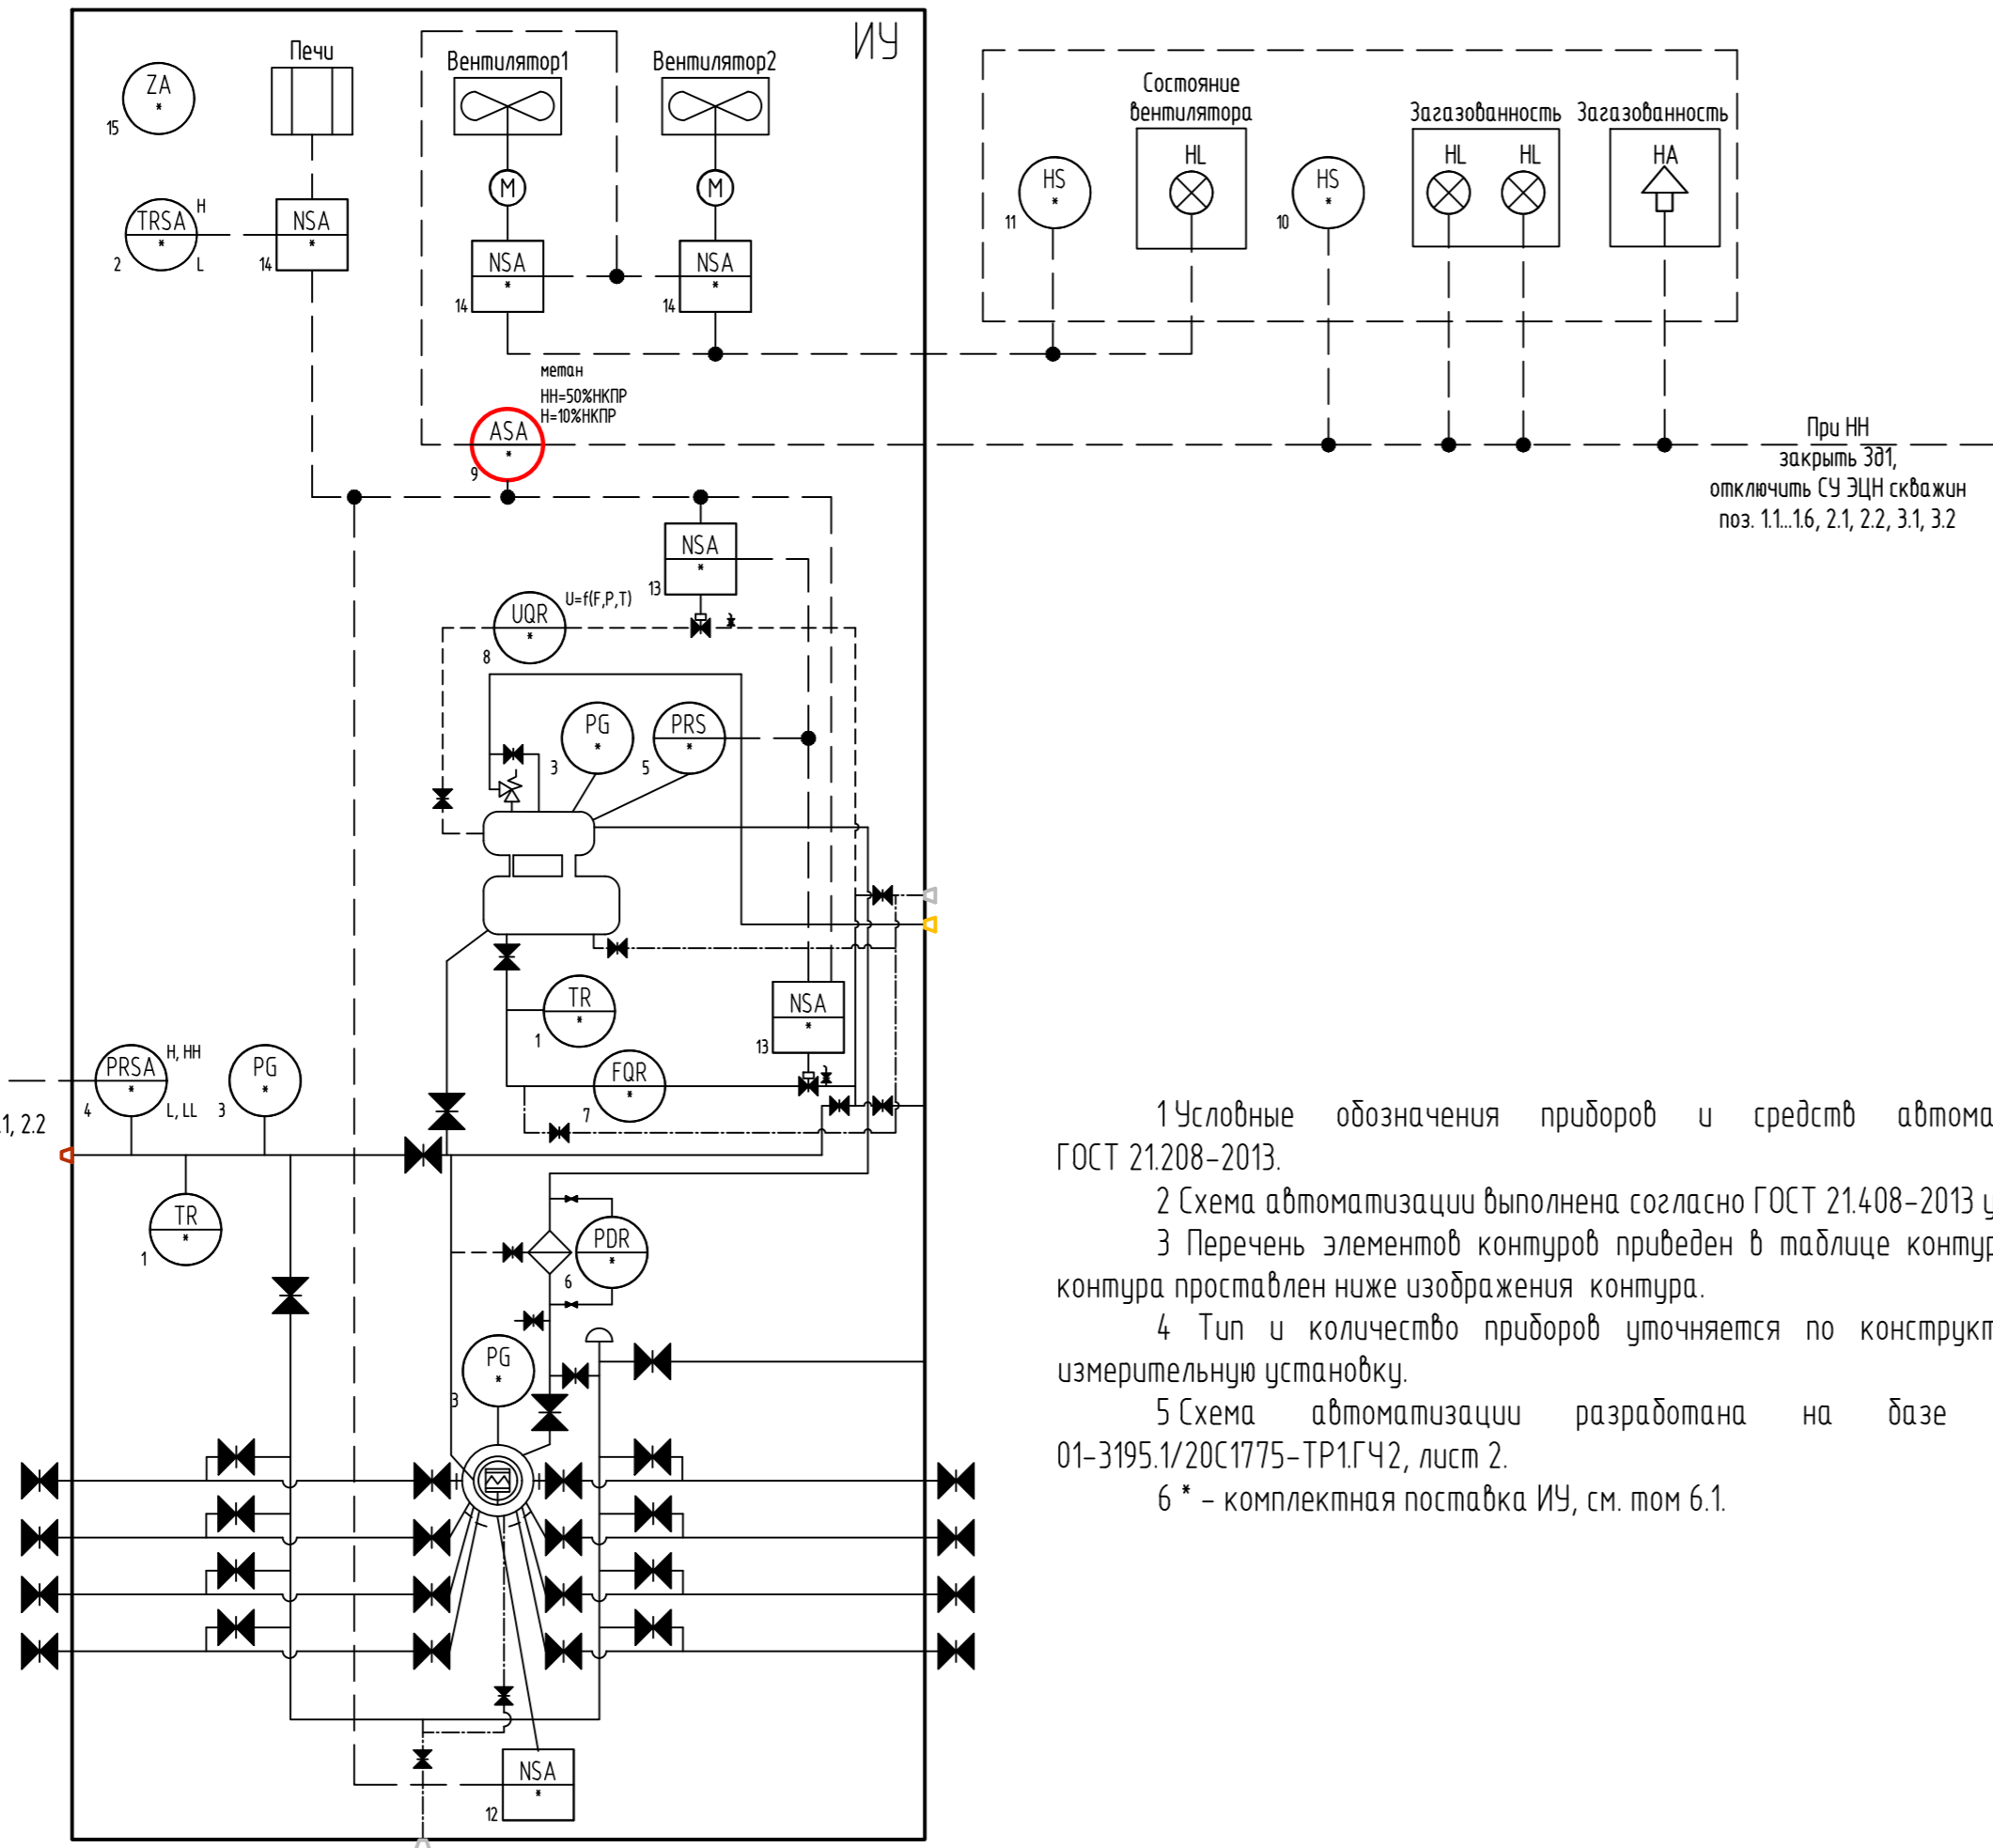 ИУ
Печи
Вентилятор1
Вентилятор2
ZA
*
15
TRSA
*
H
L
2
NSA
*
14
M
M
NSA
*
14
NSA
*
14
Состояние
вентилятора
HL
HS
*
11
HS
*
10
Загазованность
HL
HL
Загазованность
HA
метан
HH=50%НКПР
H=10%НКПР
ASA
*
9
При НН
закрыть Зд1,
отключить СУ ЭЦН скважин
поз. 1.1...1.6, 2.1, 2.2, 3.1, 3.2
NSA
*
13
UQR
*
8
U=f(F,P,T)
PG
*
3
PRS
*
5
TR
*
1
NSA
*
13
FQR
*
7
PRSA
*
H, HH
L, LL
4
PG
*
3
.1, 2.2
TR
*
1
PDR
*
6
PG
*
3
NSA
*
12
1 Условные обозначения приборов и средств автома
ГОСТ 21.208-2013.
2 Схема автоматизации выполнена согласно ГОСТ 21.408-2013 у
3 Перечень элементов контуров приведен в таблице контур
контура проставлен ниже изображения контура.
4 Тип и количество приборов уточняется по конструкт
измерительную установку.
5 Схема автоматизации разработана на базе
01-3195.1/20С1775-ТР1.ГЧ2, лист 2.
6 * - комплектная поставка ИУ, см. том 6.1.